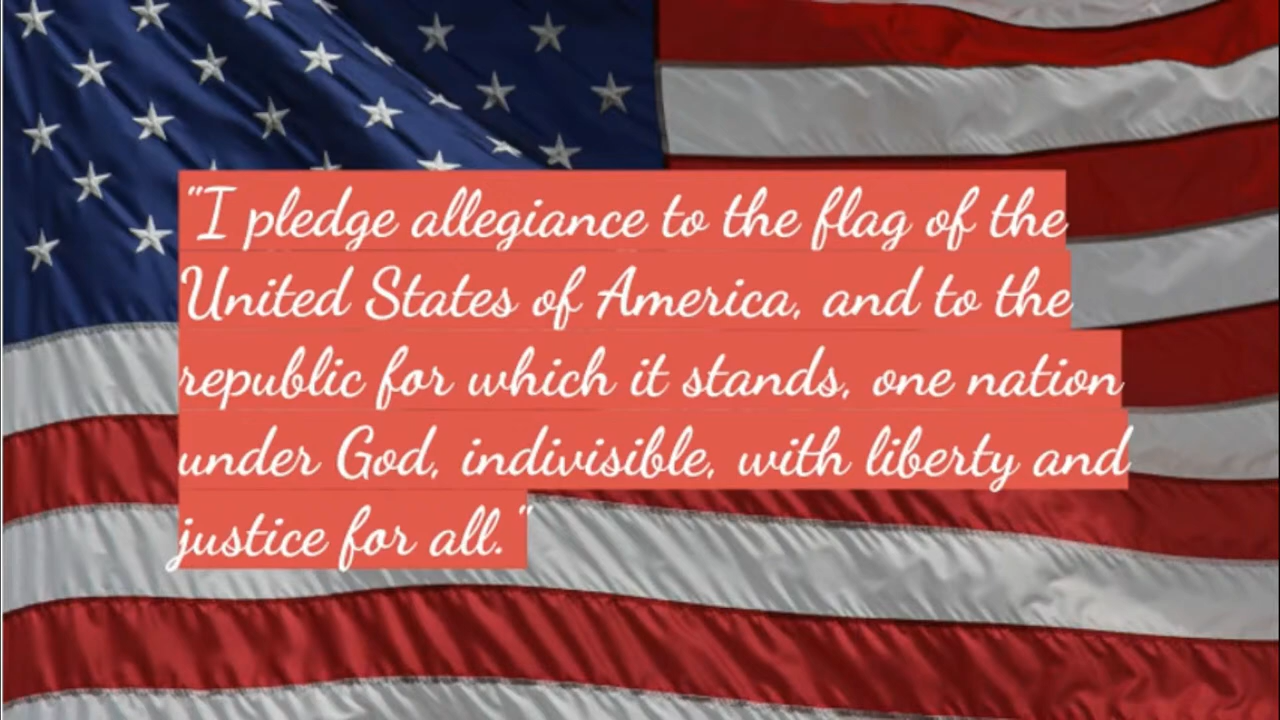 "I pledge allegiance to the flag of the
United States of America, and to the
republic for which it stands, one nation
under God, indivisible, with liberty and
justice for all."